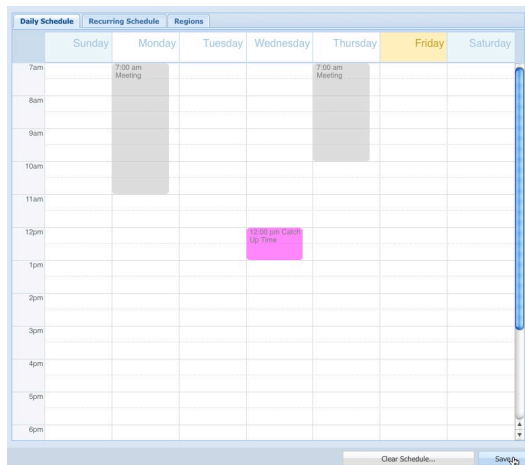 Daily Schedule Recurring Schedule Regions
Sunday Monday Tuesday Wednesday Thursday Friday Saturday
7am 7:00 am 7:00 am
Meeting Meeting
8am
9am
10am
11am
12pm 12:00 pm Catch
Up Time
1pm
2pm
3pm
4pm
5pm
6pm
Clear Schedule... Save